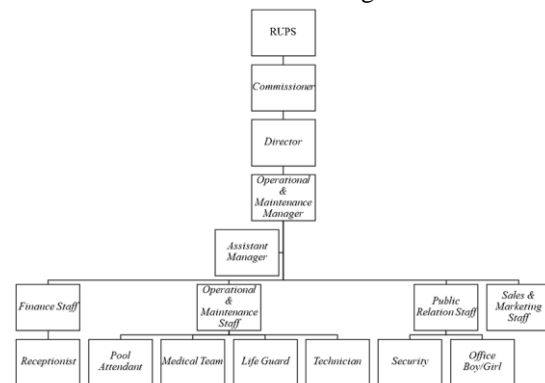 RUPS
Commissioner
Director
Operational
&
Maintenance
Manager
Assistant
Manager
Finance Staff
Operational
&
Maintenance
Staff
Public
Relation Staff
Sales &
Marketing
Staff
Receptionist
Pool
Attendant
Medical Team
Life Guard
Technician
Security
Office
Boy/Girl